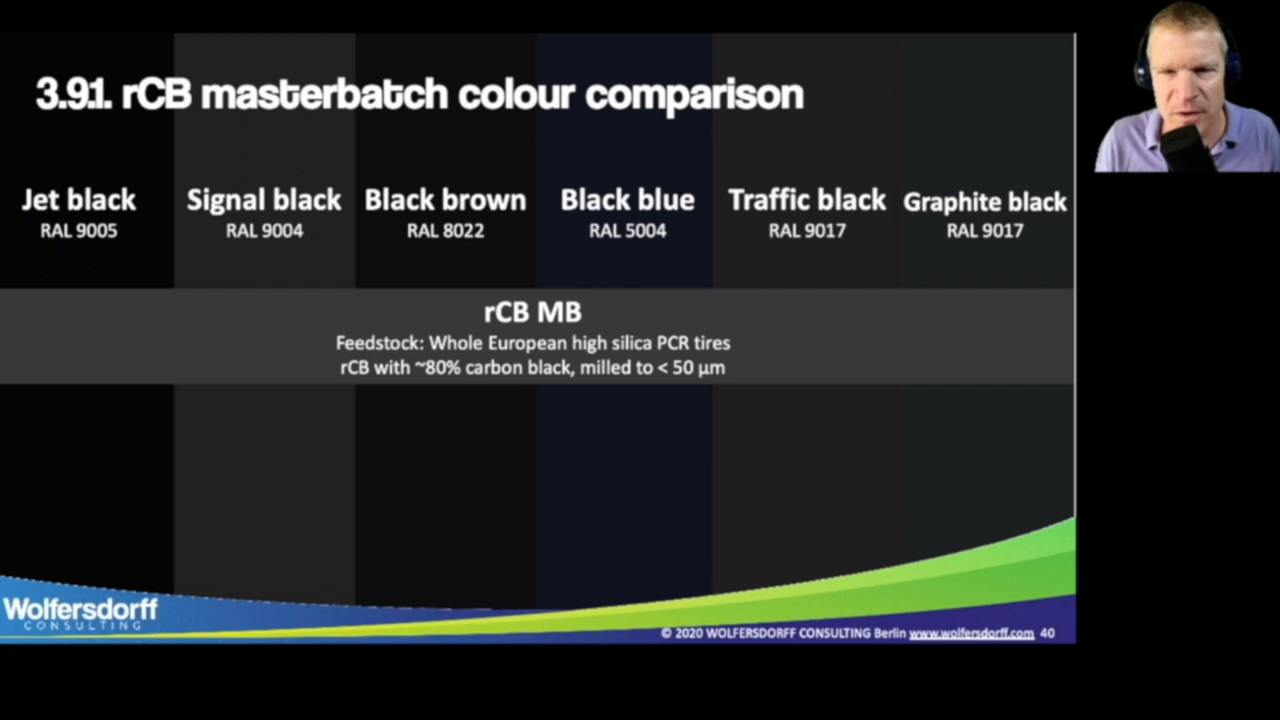 3.9.1. rCB masterbatch colour comparison
Jet black
RAL 9005
Signal black
RAL 9004
Black brown
RAL 8022
Black blue
RAL 5004
Traffic black
RAL 9017
Graphite black
RAL 9017
rCB MB
Feedstock: Whole European high silica PCR tires
rCB with ~80% carbon black, milled to < 50 µm
Wolfersdorff
CONSULTING
© 2020 WOLFERSDORFF CONSULTING Berlin www.wolfersdorff.com 40